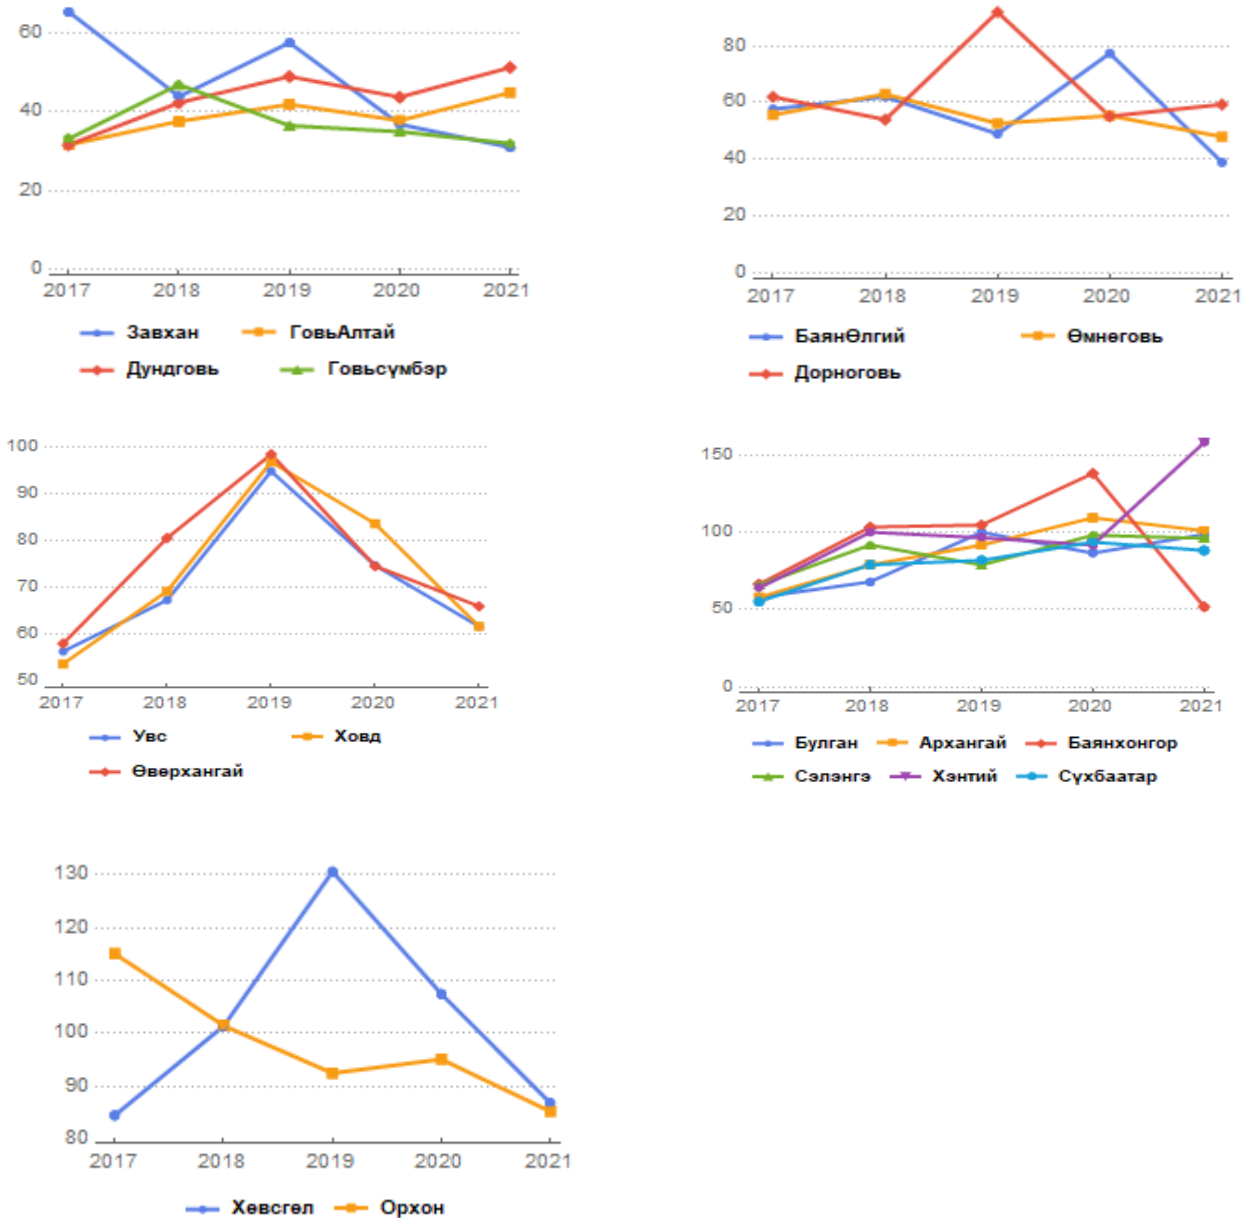 60
40
20
0
2017 2018 2019 2020 2021
Завхан ГовьАлтай
Дундговь Говьсүмбэр
80
60
40
20
0
2017 2018 2019 2020 2021
БаянӨлгий Өмнөговь
Дорноговь
100
90
80
70
60
50
2017 2018 2019 2020 2021
Увс Ховд
Өвөрхангай
150
100
50
0
2017 2018 2019 2020 2021
Булган Архангай Баянхонгор
Сэлэнгэ Хэнтий Сүхбаатар
130
120
110
100
90
80
2017 2018 2019 2020 2021
Хөвсгөл Орхон